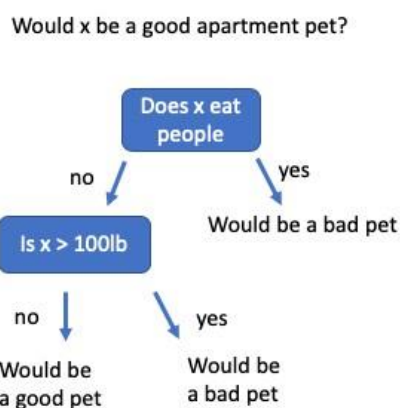 Would x be a good apartment pet?
Does x eat
people
no
yes
Would be a bad pet
Is x > 100lb
no
yes
Would be
a good pet
Would be
a bad pet